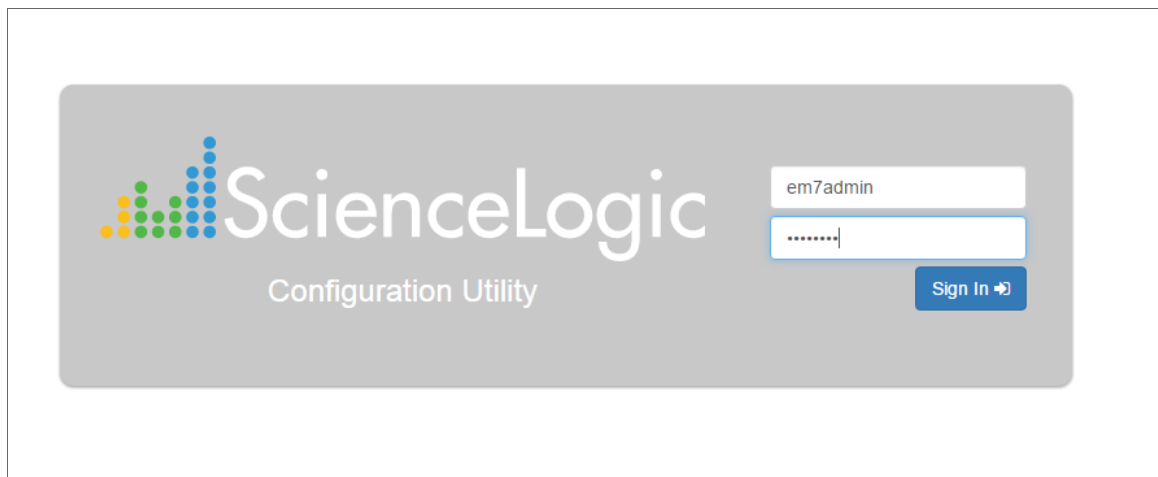 ScienceLogic
Configuration Utility
em7admin
••••••••
Sign In